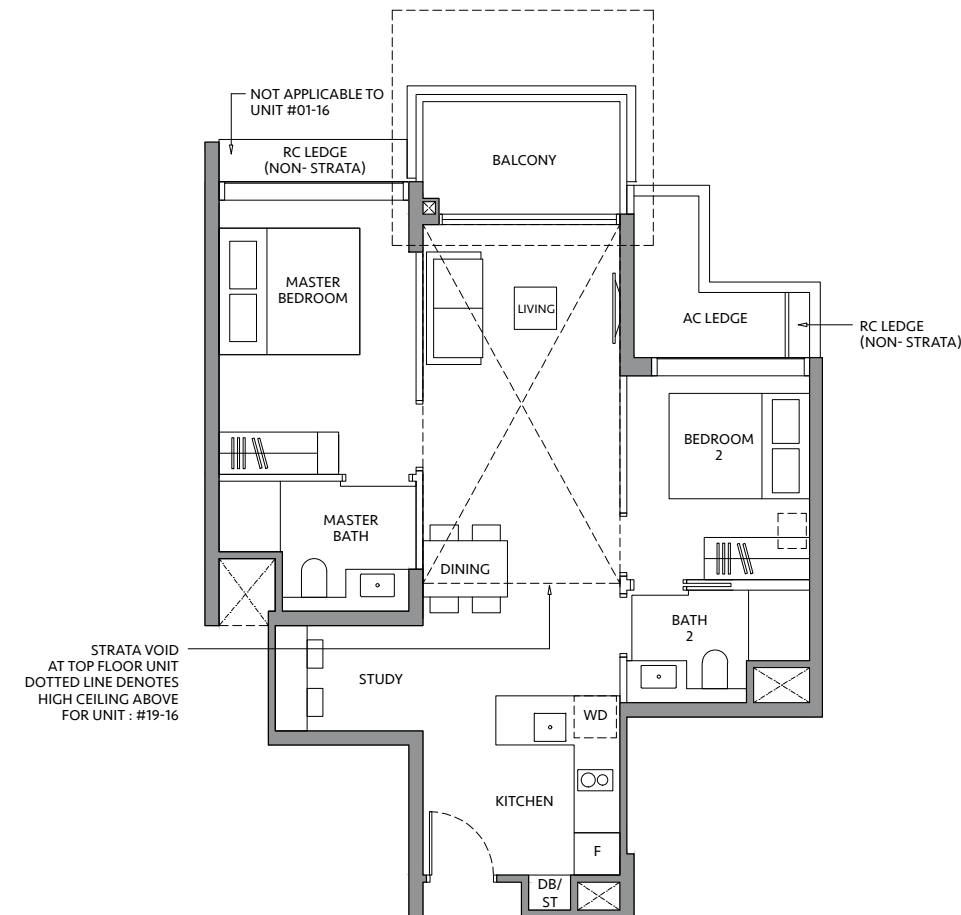 NOT APPLICABLE TO
UNIT #01-16
RC LEDGE
(NON- STRATA)
BALCONY
MASTER
BEDROOM
LIVING
AC LEDGE
RC LEDGE
(NON- STRATA)
BEDROOM
2
MASTER
BATH
DINING
BATH
2
STRATA VOID
AT TOP FLOOR UNIT
DOTTED LINE DENOTES
HIGH CEILING ABOVE
FOR UNIT : #19-16
STUDY
WD
KITCHEN
F
DB/
ST